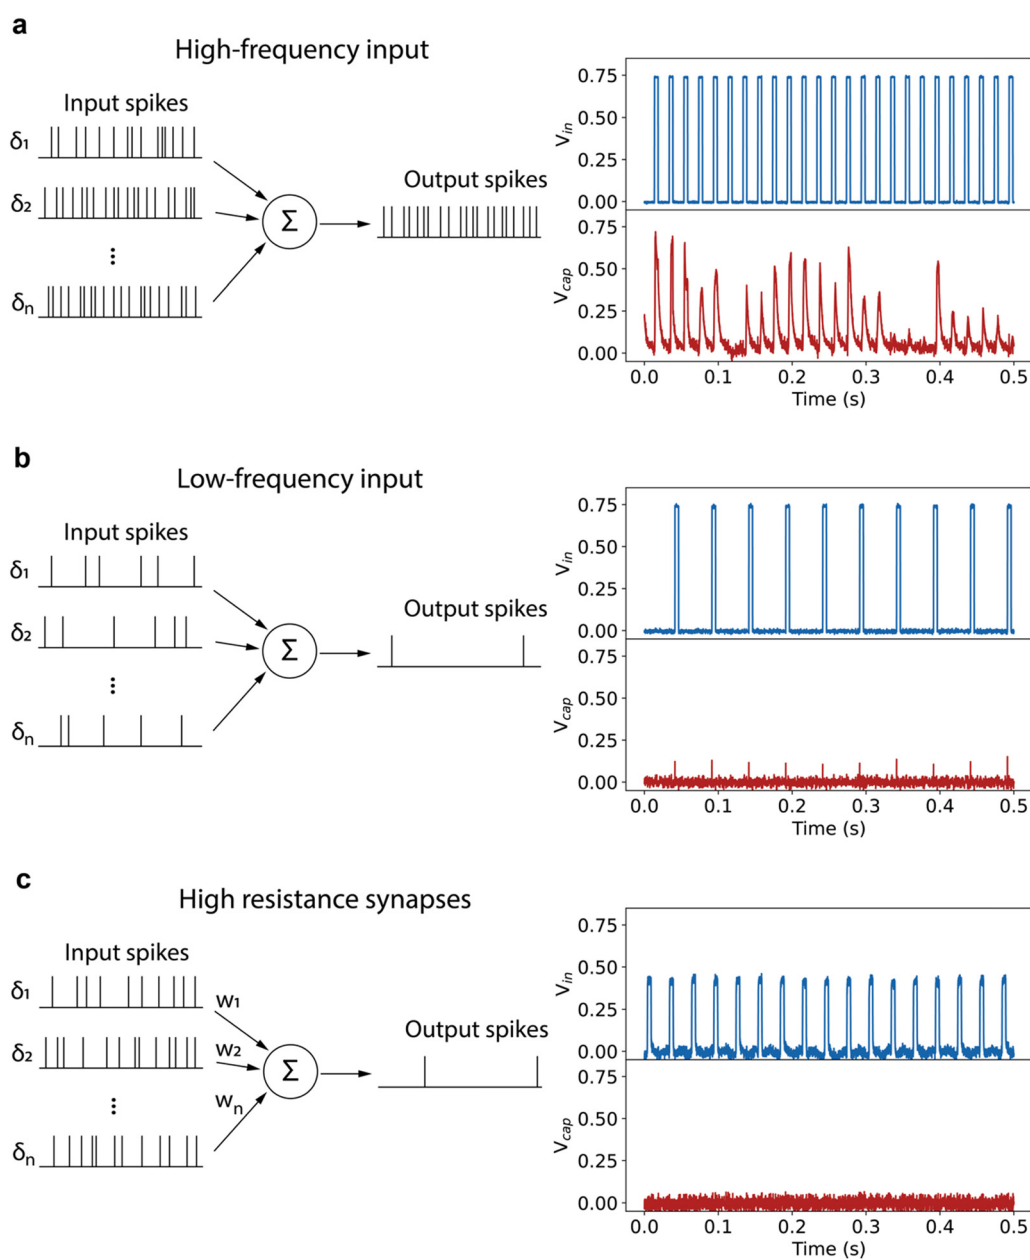 a
High-frequency input
Input spikes
δ₁
δ₂
⋮
δₙ
Σ
Output spikes
0.75
0.50
0.25
0.00
V_in
0.75
0.50
0.25
0.00
V_cap
0.0 0.1 0.2 0.3 0.4 0.5
Time (s)
b
Low-frequency input
Input spikes
δ₁
δ₂
⋮
δₙ
Σ
Output spikes
0.75
0.50
0.25
0.00
V_in
0.75
0.50
0.25
0.00
V_cap
0.0 0.1 0.2 0.3 0.4 0.5
Time (s)
c
High resistance synapses
Input spikes
δ₁
δ₂
⋮
δₙ
w₁
w₂
wₙ
Σ
Output spikes
0.75
0.50
0.25
0.00
V_in
0.75
0.50
0.25
0.00
V_cap
0.0 0.1 0.2 0.3 0.4 0.5
Time (s)